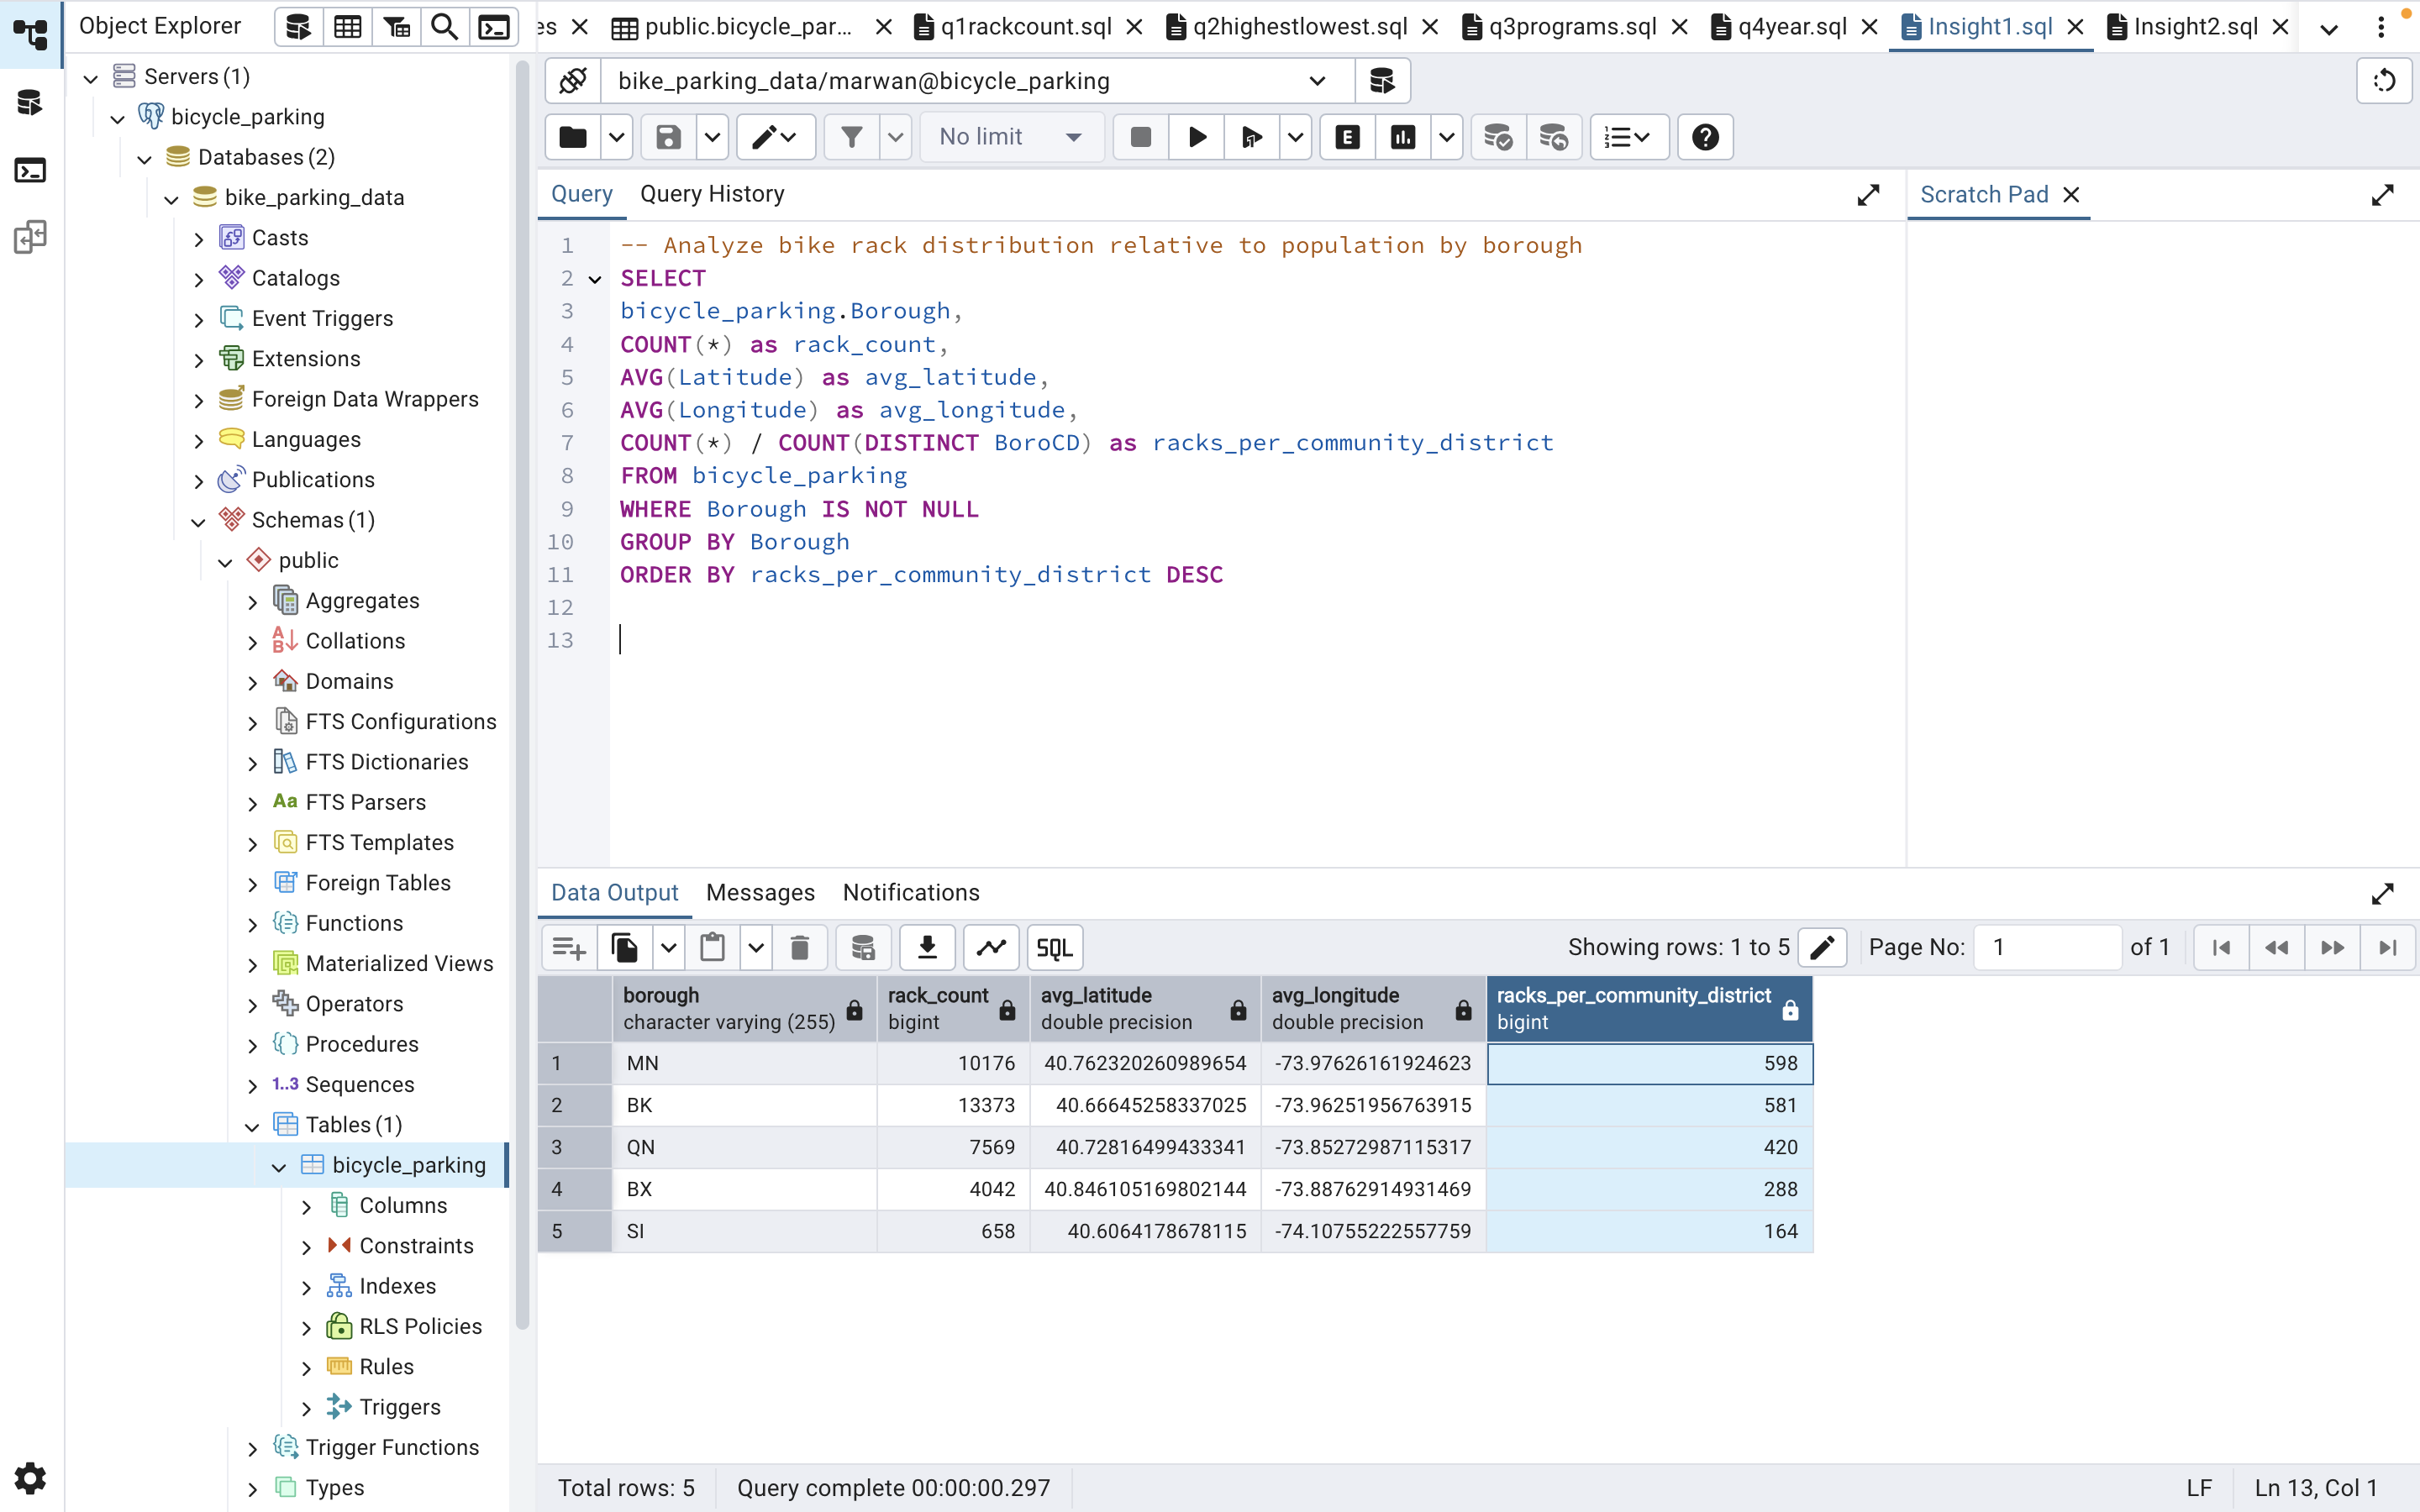 Object Explorer
es
public.bicycle_par...
q1rackcount.sql
q2highestlowest.sql
q3programs.sql
q4year.sql
Insight1.sql
Insight2.sql
Servers (1)
bicycle_parking
Databases (2)
bike_parking_data
Casts
Catalogs
Event Triggers
Extensions
Foreign Data Wrappers
Languages
Publications
Schemas (1)
public
Aggregates
Collations
Domains
FTS Configurations
FTS Dictionaries
Aa FTS Parsers
FTS Templates
Foreign Tables
Functions
Materialized Views
Operators
Procedures
1..3 Sequences
Tables (1)
bicycle_parking
Columns
Constraints
Indexes
RLS Policies
Rules
Triggers
Trigger Functions
Types
bike_parking_data/marwan@bicycle_parking
No limit
E
Query Query History
Scratch Pad
1 -- Analyze bike rack distribution relative to population by borough
2 SELECT
3 bicycle_parking.Borough,
4 COUNT(*) as rack_count,
5 AVG(Latitude) as avg_latitude,
6 AVG(Longitude) as avg_longitude,
7 COUNT(*) / COUNT(DISTINCT BoroCD) as racks_per_community_district
8 FROM bicycle_parking
9 WHERE Borough IS NOT NULL
10 GROUP BY Borough
11 ORDER BY racks_per_community_district DESC
12
13
Data Output Messages Notifications
SQL
Showing rows: 1 to 5
Page No: 1 of 1
borough rack_count avg_latitude avg_longitude racks_per_community_district
character varying (255) bigint double precision double precision bigint
1 MN 10176 40.762320260989654 -73.97626161924623 598
2 BK 13373 40.66645258337025 -73.96251956763915 581
3 QN 7569 40.72816499433341 -73.85272987115317 420
4 BX 4042 40.846105169802144 -73.88762914931469 288
5 SI 658 40.6064178678115 -74.10755222557759 164
Total rows: 5 Query complete 00:00:00.297 LF Ln 13, Col 1